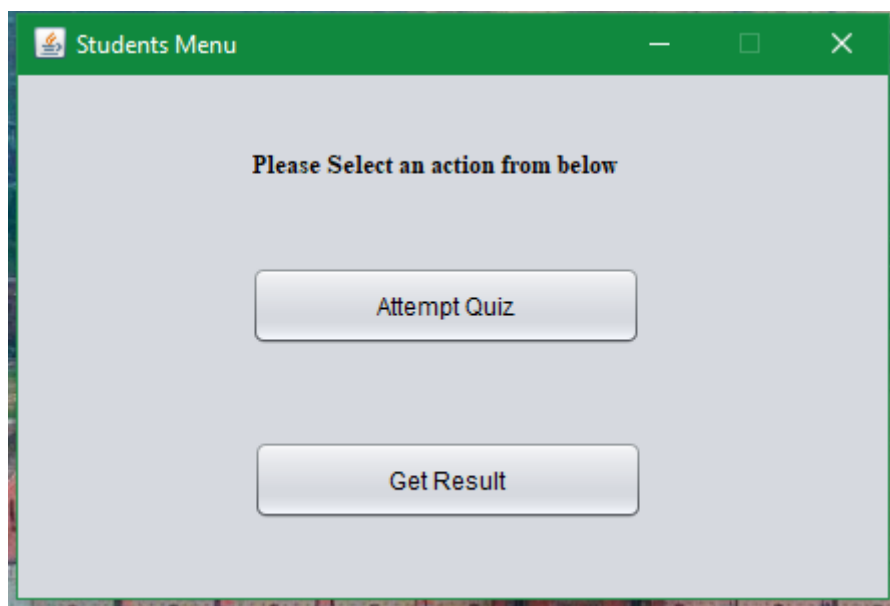 Students Menu
Please Select an action from below
Attempt Quiz
Get Result